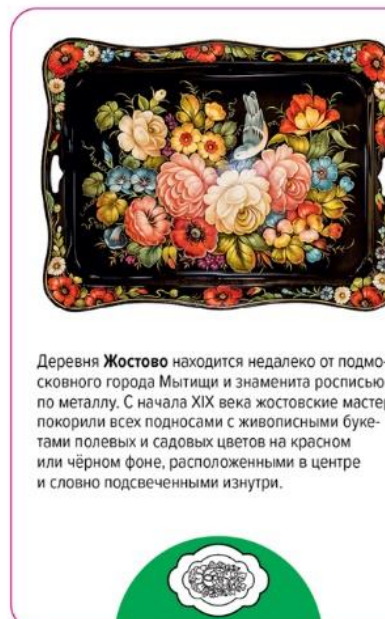 Деревня Жостово находится недалеко от подмо-
сковного города Мытищи и знаменита росписью
по металлу. С начала XIX века жостовские мастер
покорили всех подносами с живописными буке-
тами полевых и садовых цветов на красном
или чёрном фоне, расположенными в центре
и словно подсвеченными изнутри.